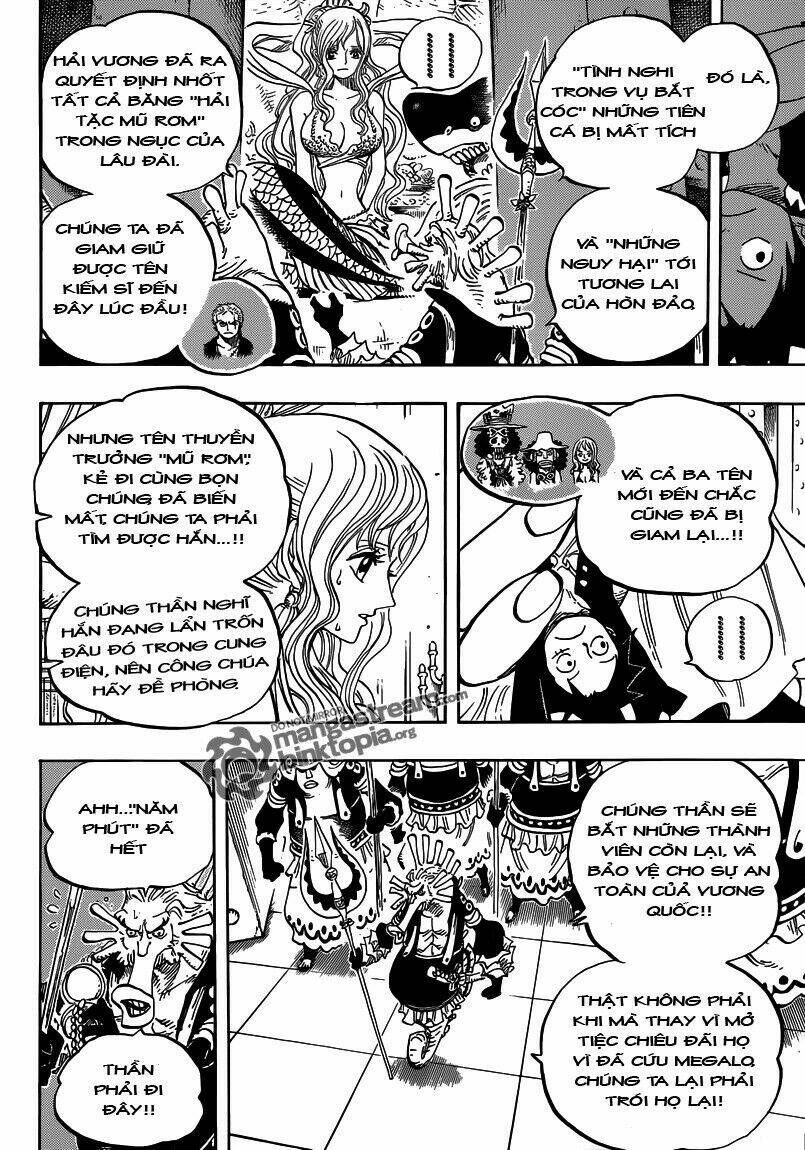 ĐÓ LÀ,
"TÌNH NGHI
TRONG VỤ BẮT
CÓC" NHỮNG TIÊN
CÁ BỊ MẤT TÍCH
VÀ "NHỮNG
NGUY HẠI" TỚI
TƯƠNG LAI
CỦA HÒN ĐẢO.
HẢI VƯƠNG ĐÃ RA
QUYẾT ĐỊNH NHỐT
TẤT CẢ BĂNG "HẢI
TẶC MŨ RƠM"
TRONG NGỤC CỦA
LÂU ĐÀI.
CHÚNG TA ĐÃ
GIAM GIỮ
ĐƯỢC TÊN
KIẾM SĨ ĐẾN
ĐÂY LÚC ĐẦU!
VÀ CẢ BA TÊN
MỚI ĐẾN CHẮC
CŨNG ĐÃ BỊ
GIAM LẠI...!!
NHƯNG TÊN THUYỀN
TRƯỞNG "MŨ RƠM",
KẺ ĐI CÙNG BỌN
CHÚNG, ĐÃ BIẾN
MẤT, CHÚNG TA PHẢI
TÌM ĐƯỢC HẮN...!!
CHÚNG THẦN NGHĨ
HẮN ĐANG LẨN TRỐN
ĐÂU ĐÓ TRONG CUNG
ĐIỆN, NÊN CÔNG CHÚA
HÃY ĐỀ PHÒNG.
DO NOT MIRROR
mangastream.com
binktopia.org
CHÚNG THẦN SẼ
BẮT NHỮNG THÀNH
VIÊN CÒN LẠI, VÀ
BẢO VỆ CHO SỰ AN
TOÀN CỦA VƯƠNG
QUỐC!!
THẬT KHÔNG PHẢI
KHI MÀ THAY VÌ MỞ
TIỆC CHIÊU ĐÃI HỌ
VÌ ĐÃ CỨU MEGALO,
CHÚNG TA LẠI PHẢI
TRÓI HỌ LẠI!
AHH..."NĂM
PHÚT" ĐÃ
HẾT
THẦN
PHẢI ĐI
ĐÂY!!